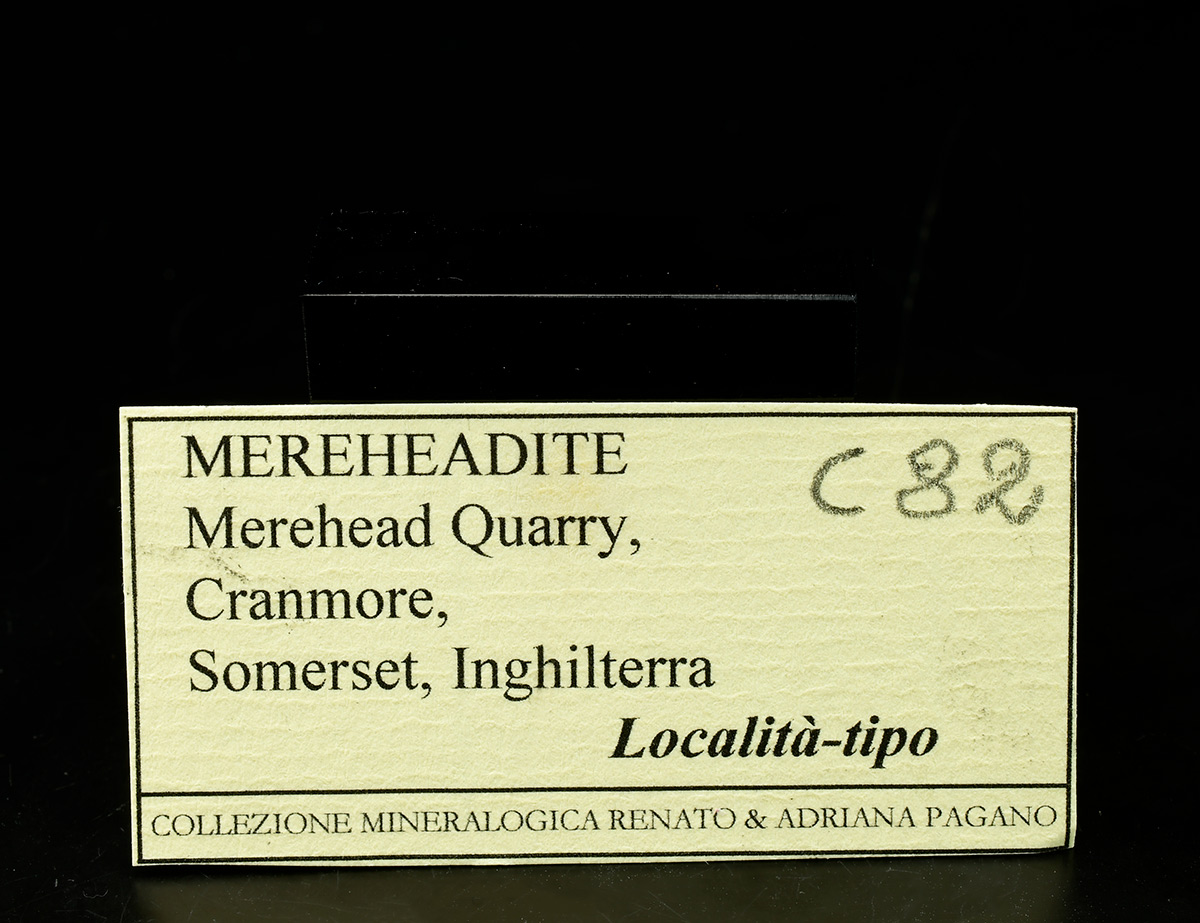 MEREHEADITE
C 82
Merehead Quarry,
Cranmore,
Somerset, Inghilterra
Località-tipo
COLLEZIONE MINERALOGICA RENATO & ADRIANA PAGANO